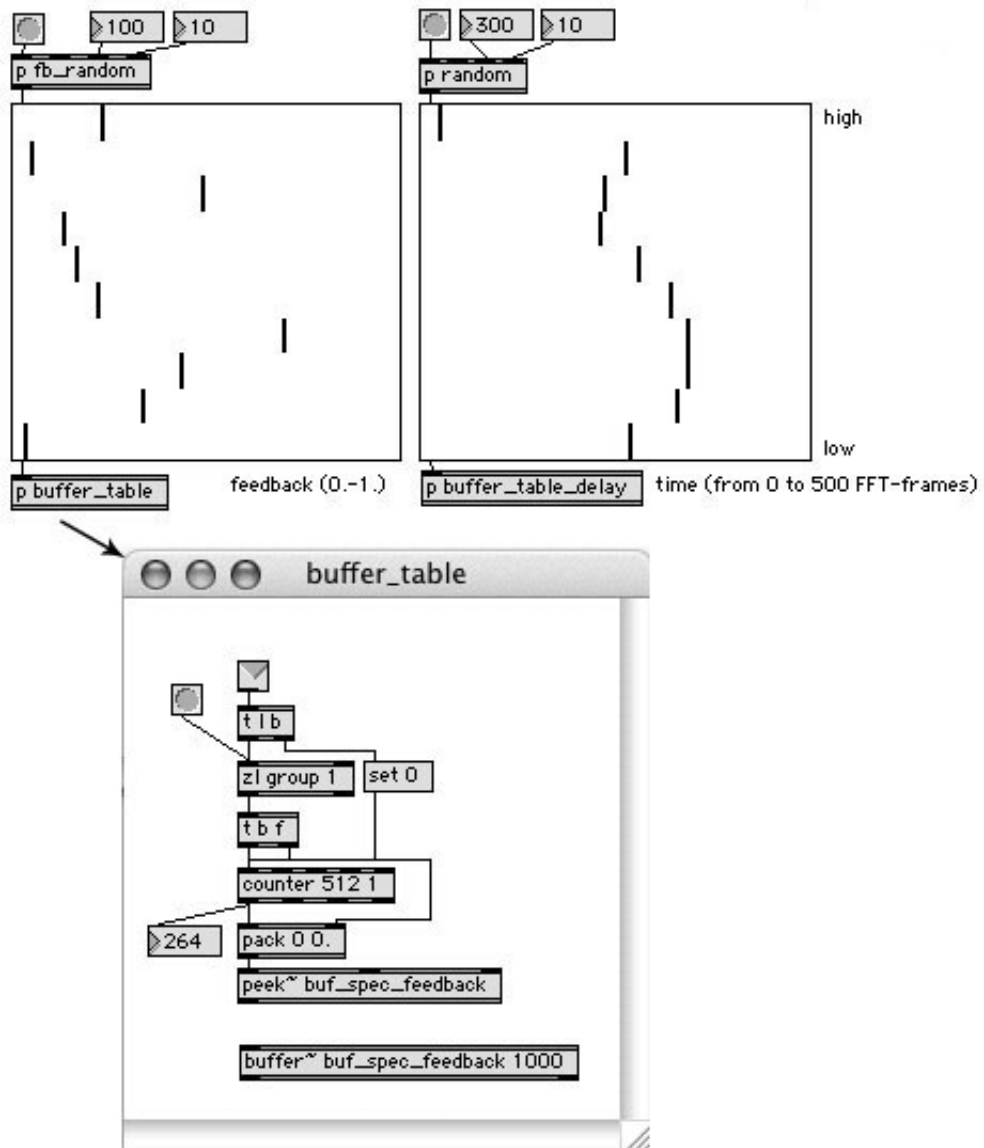 100
10
300
10
p fb_random
p random
high
low
p buffer_table
feedback (0.-1.)
p buffer_table_delay
time (from 0 to 500 FFT-frames)
buffer_table
t l b
zl group 1
set 0
t b f
counter 512 1
264
pack 0 0.
peek~ buf_spec_feedback
buffer~ buf_spec_feedback 1000